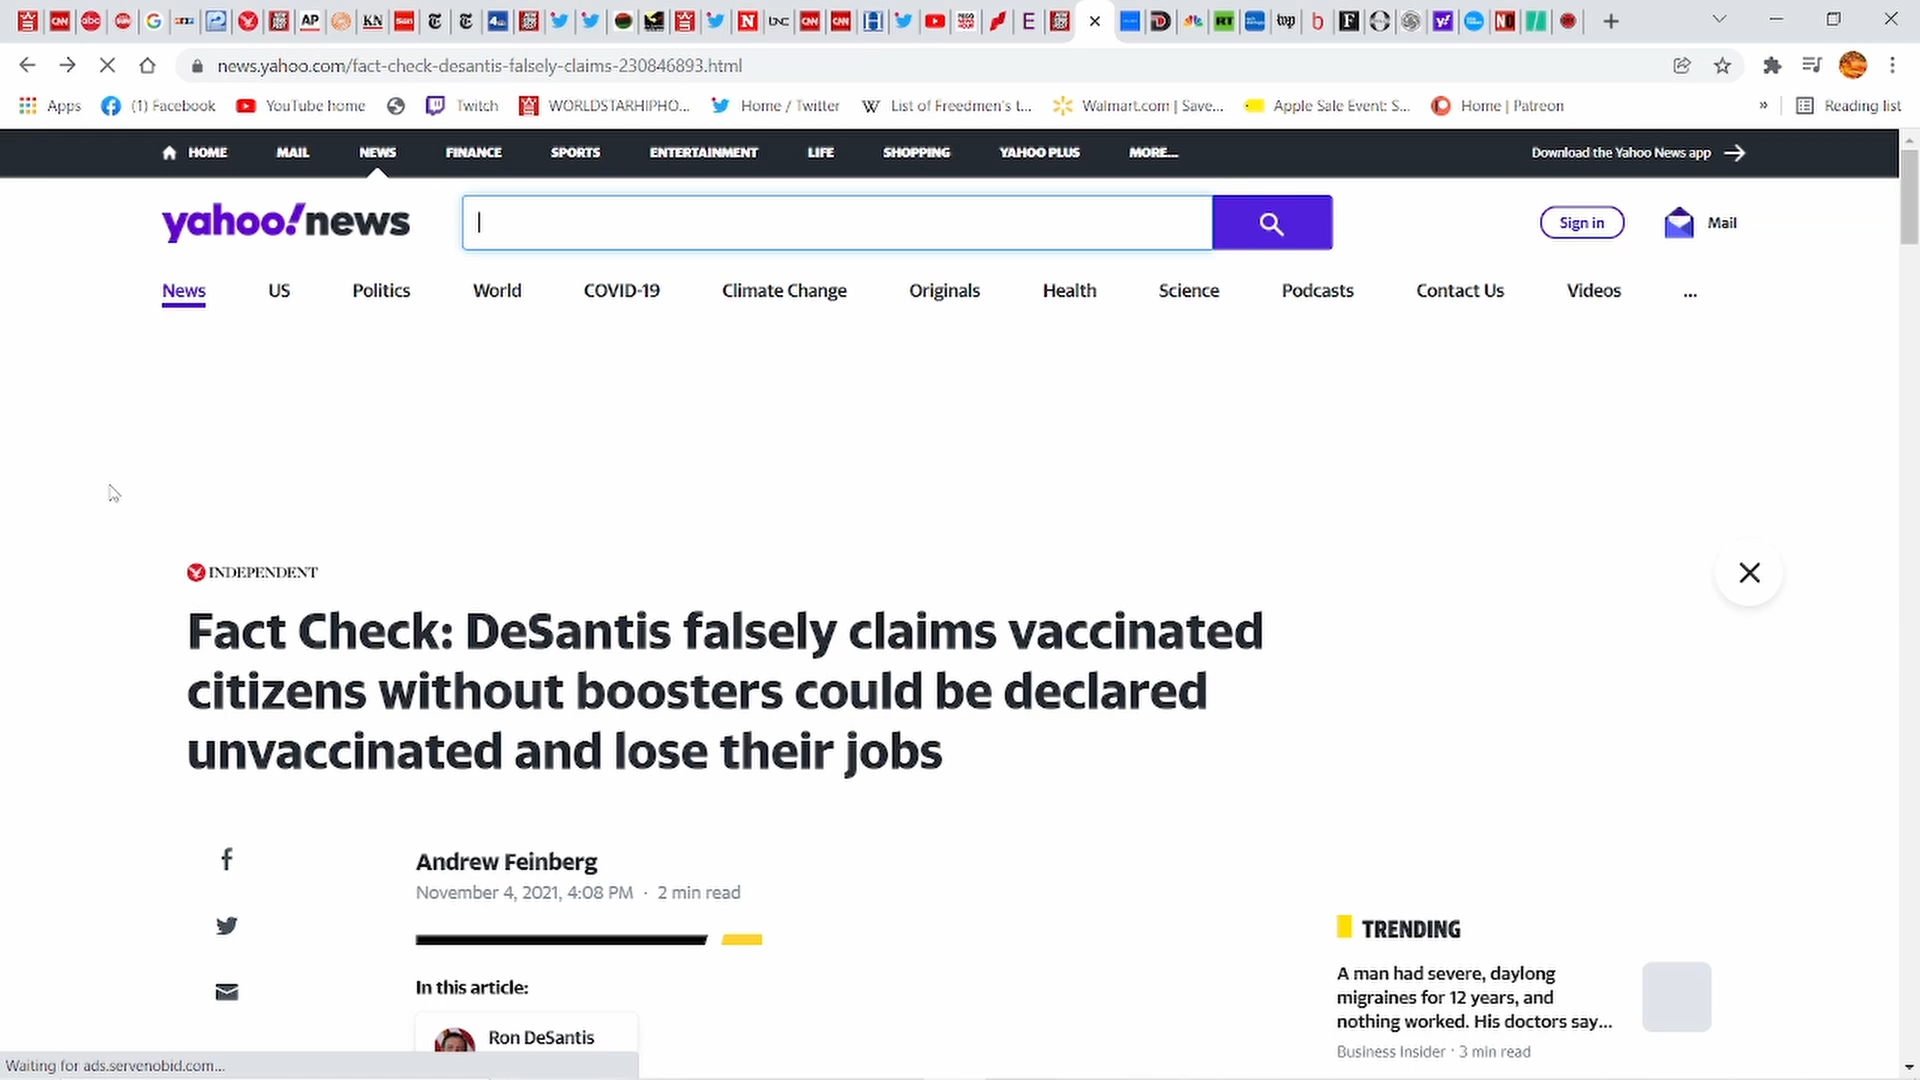 news.yahoo.com/fact-check-desantis-falsely-claims-230846893.html
Apps (1) Facebook YouTube home Twitch WORLDSTARHIPHO... Home / Twitter List of Freedmen's t... Walmart.com | Save... Apple Sale Event: S... Home | Patreon » Reading list
HOME MAIL NEWS FINANCE SPORTS ENTERTAINMENT LIFE SHOPPING YAHOO PLUS MORE... Download the Yahoo News app
yahoo!news
Sign in Mail
News US Politics World COVID-19 Climate Change Originals Health Science Podcasts Contact Us Videos ...
INDEPENDENT
Fact Check: DeSantis falsely claims vaccinated
citizens without boosters could be declared
unvaccinated and lose their jobs
Andrew Feinberg
November 4, 2021, 4:08 PM · 2 min read
In this article:
Ron DeSantis
TRENDING
A man had severe, daylong
migraines for 12 years, and
nothing worked. His doctors say...
Business Insider · 3 min read
Waiting for ads.servenobid.com...